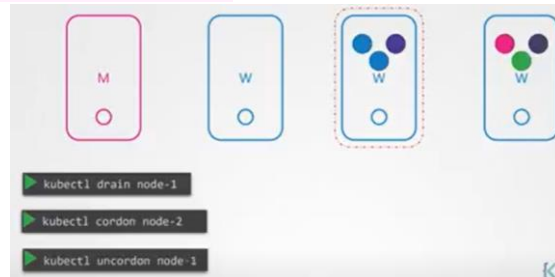 M
W
W
W
kubectl drain node-1
kubectl cordon node-2
kubectl uncordon node-1